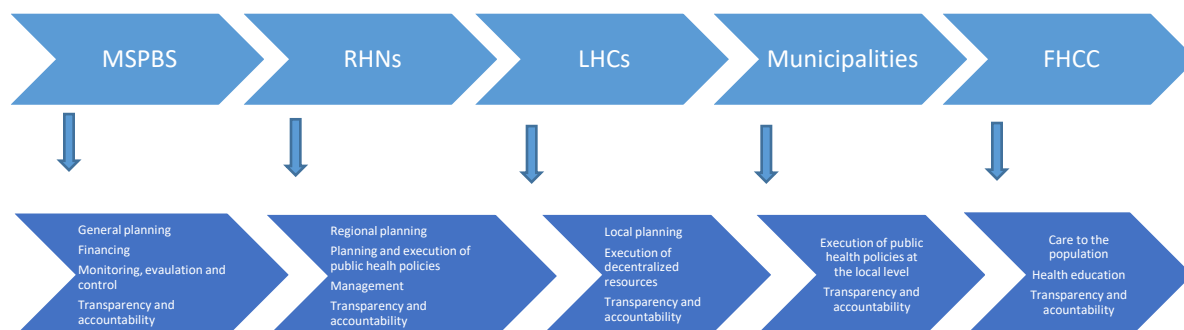 MSPBS
RHNs
LHCs
Municipalities
FHCC
General planning
Financing
Monitoring, evaulation and
control
Transparency and
accountability
Regional planning
Planning and execution of
public healh policies
Management
Transparency and
accountability
Local planning
Execution of
decentralized
resources
Transparency and
accountability
Execution of public
health policies at
the local level
Transparency and
accountability
Care to the
population
Health education
Transparency and
acountability